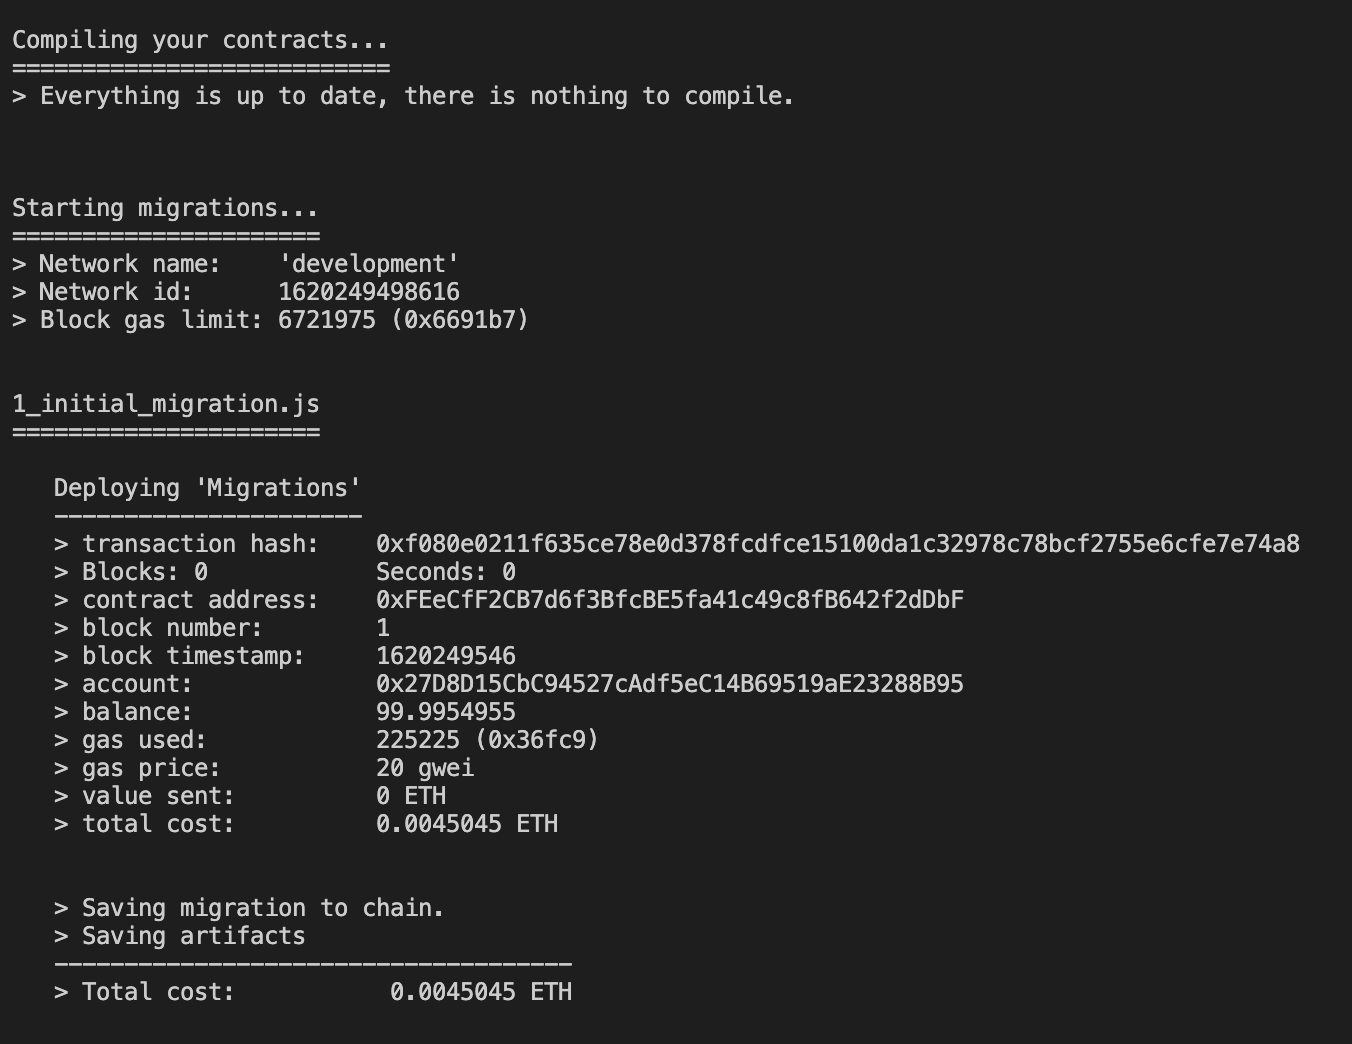 Compiling your contracts...
===========================
> Everything is up to date, there is nothing to compile.
Starting migrations...
======================
> Network name:    'development'
> Network id:      1620249498616
> Block gas limit: 6721975 (0x6691b7)
1_initial_migration.js
======================
Deploying 'Migrations'
----------------------
> transaction hash:    0xf080e0211f635ce78e0d378fcdfce15100da1c32978c78bcf2755e6cfe7e74a8
> Blocks: 0            Seconds: 0
> contract address:    0xFEeCfF2CB7d6f3BfcBE5fa41c49c8fB642f2dDbF
> block number:        1
> block timestamp:     1620249546
> account:             0x27D8D15CbC94527cAdf5eC14B69519aE23288B95
> balance:             99.9954955
> gas used:            225225 (0x36fc9)
> gas price:           20 gwei
> value sent:          0 ETH
> total cost:          0.0045045 ETH
> Saving migration to chain.
> Saving artifacts
-------------------------------------
> Total cost:           0.0045045 ETH